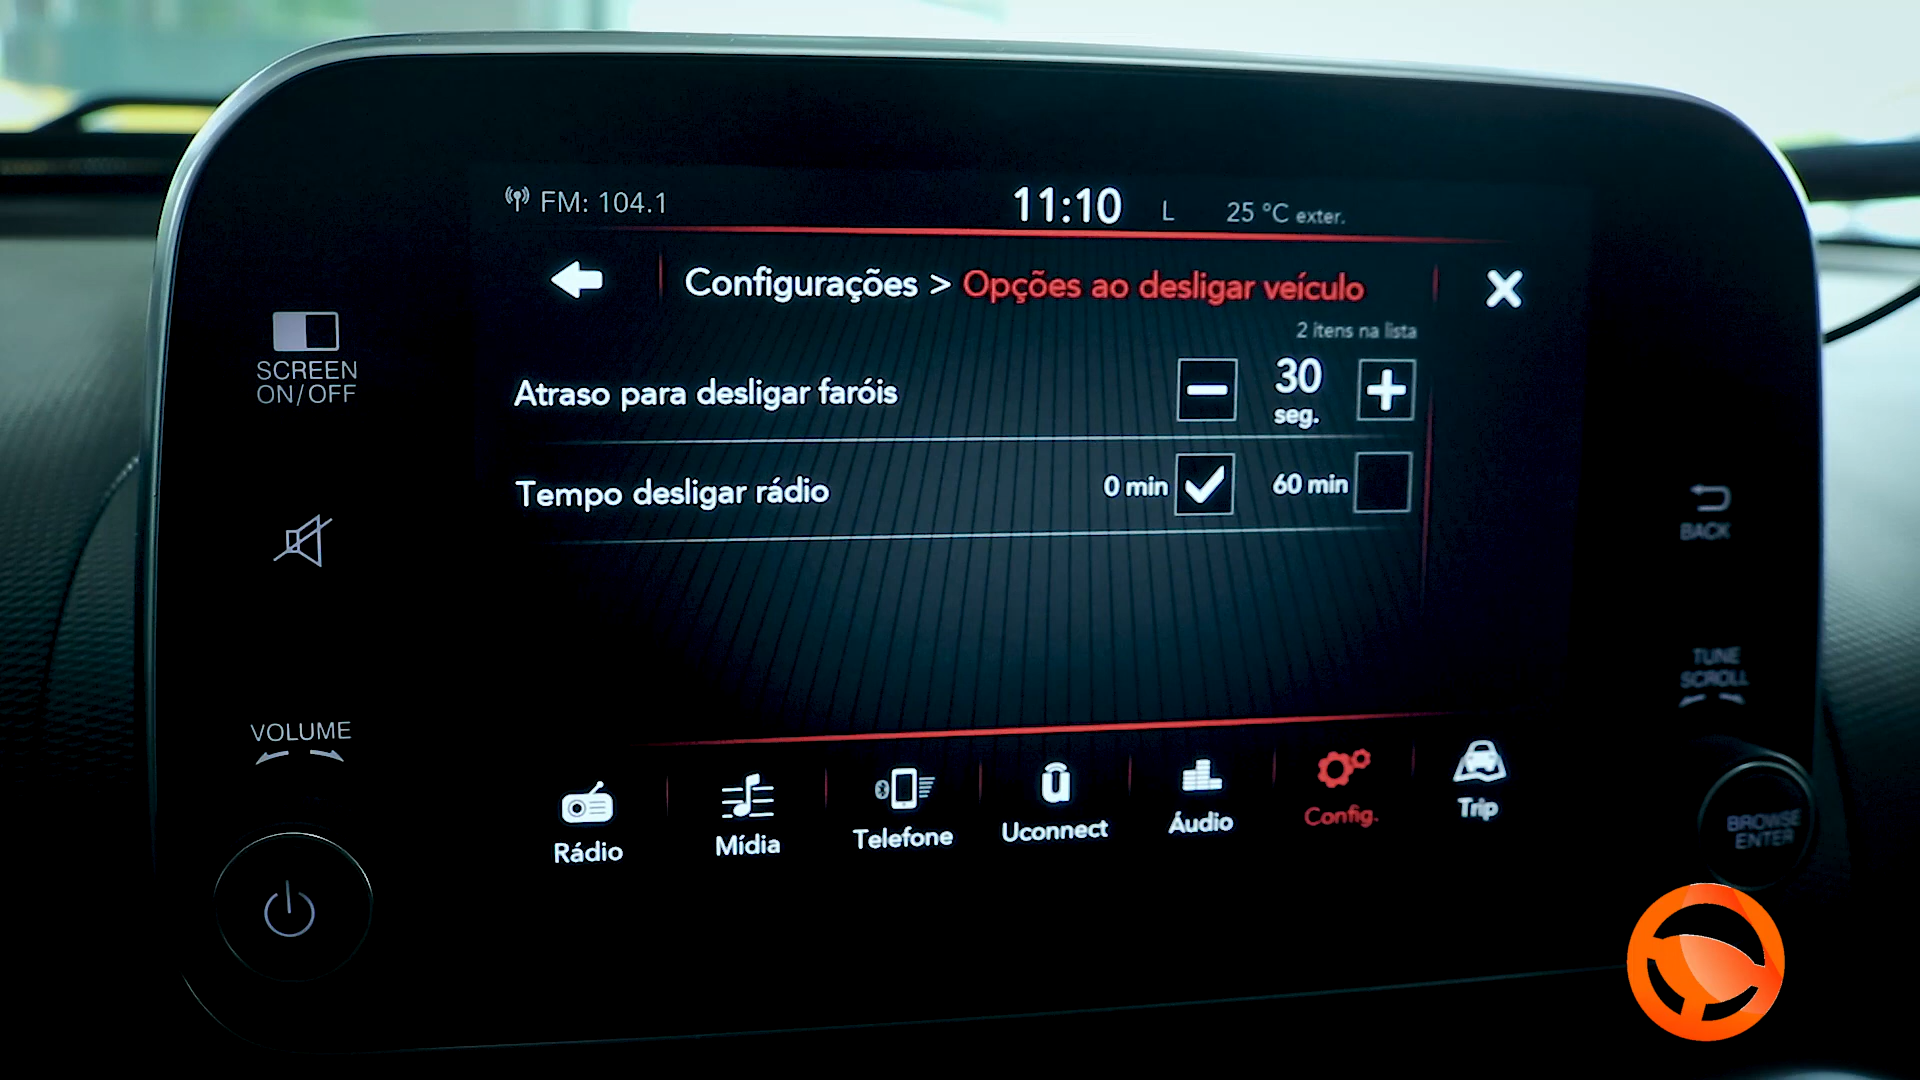 FM: 104.1
11:10 L 25 °C exter.
Configurações > Opções ao desligar veículo
2 itens na lista
SCREEN
ON/OFF
Atraso para desligar faróis 30
seg.
Tempo desligar rádio 0 min 60 min
BACK
TUNE
SCROLL
VOLUME
Rádio Mídia Telefone Uconnect Áudio Config. Trip
BROWSE
ENTER